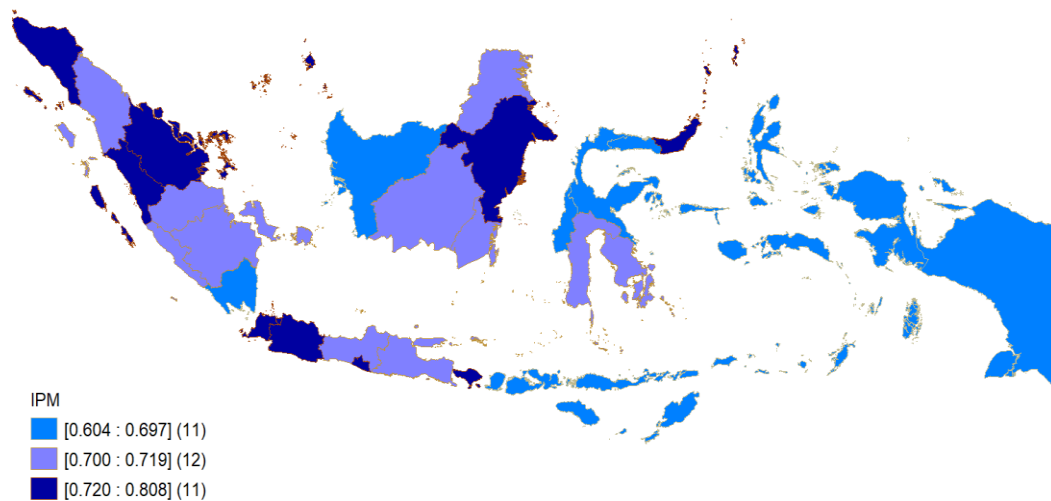 IPM
[0.604 : 0.697] (11)
[0.700 : 0.719] (12)
[0.720 : 0.808] (11)